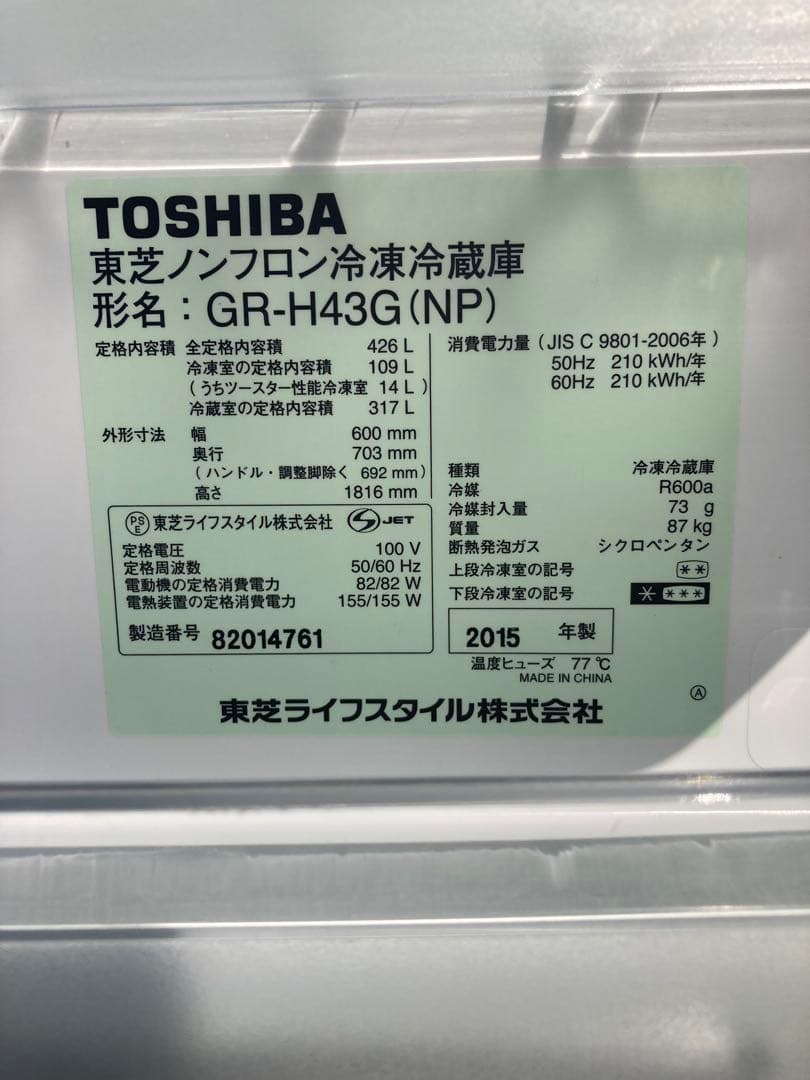 TOSHIBA
東芝ノンフロン冷凍冷蔵庫
形名：GR-H43G(NP)
定格内容積 全定格内容積 426 L
冷凍室の定格内容積 109 L
(うちツースター性能冷凍室 14 L)
冷蔵室の定格内容積 317 L
外形寸法 幅 600 mm
奥行 703 mm
(ハンドル・調整脚除く 692 mm)
高さ 1816 mm
消費電力量 (JIS C 9801-2006年)
50Hz 210 kWh/年
60Hz 210 kWh/年
種類 冷凍冷蔵庫
冷媒 R600a
冷媒封入量 73 g
質量 87 kg
断熱発泡ガス シクロペンタン
上段冷凍室の記号 **
下段冷凍室の記号 * ***
PSE 東芝ライフスタイル株式会社 S JET
定格電圧 100 V
定格周波数 50/60 Hz
電動機の定格消費電力 82/82 W
電熱装置の定格消費電力 155/155 W
製造番号 82014761
2015 年製
温度ヒューズ 77 ℃
MADE IN CHINA
Ⓐ
東芝ライフスタイル株式会社